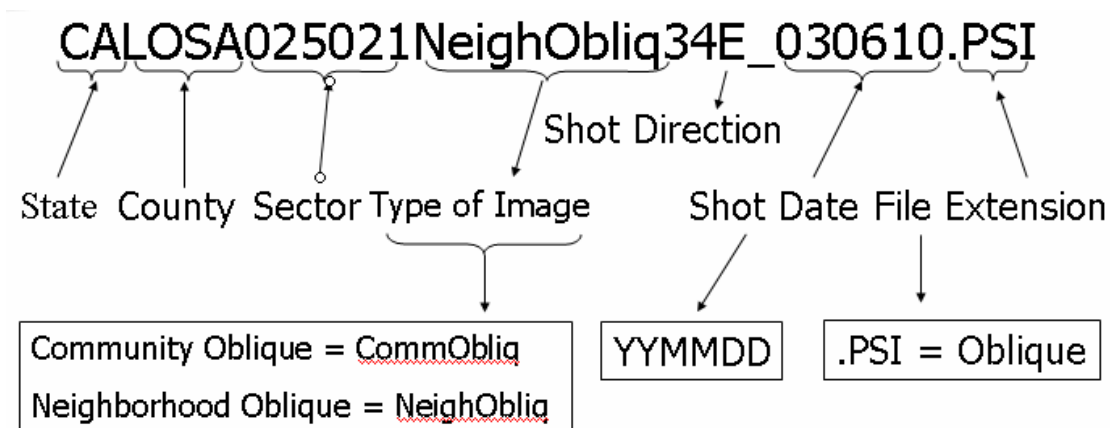 CALOSA025021NeighObliq34E_030610.PSI
Shot Direction
State County Sector Type of Image Shot Date File Extension
Community Oblique = CommObliq
Neighborhood Oblique = NeighObliq
YYMMDD
.PSI = Oblique